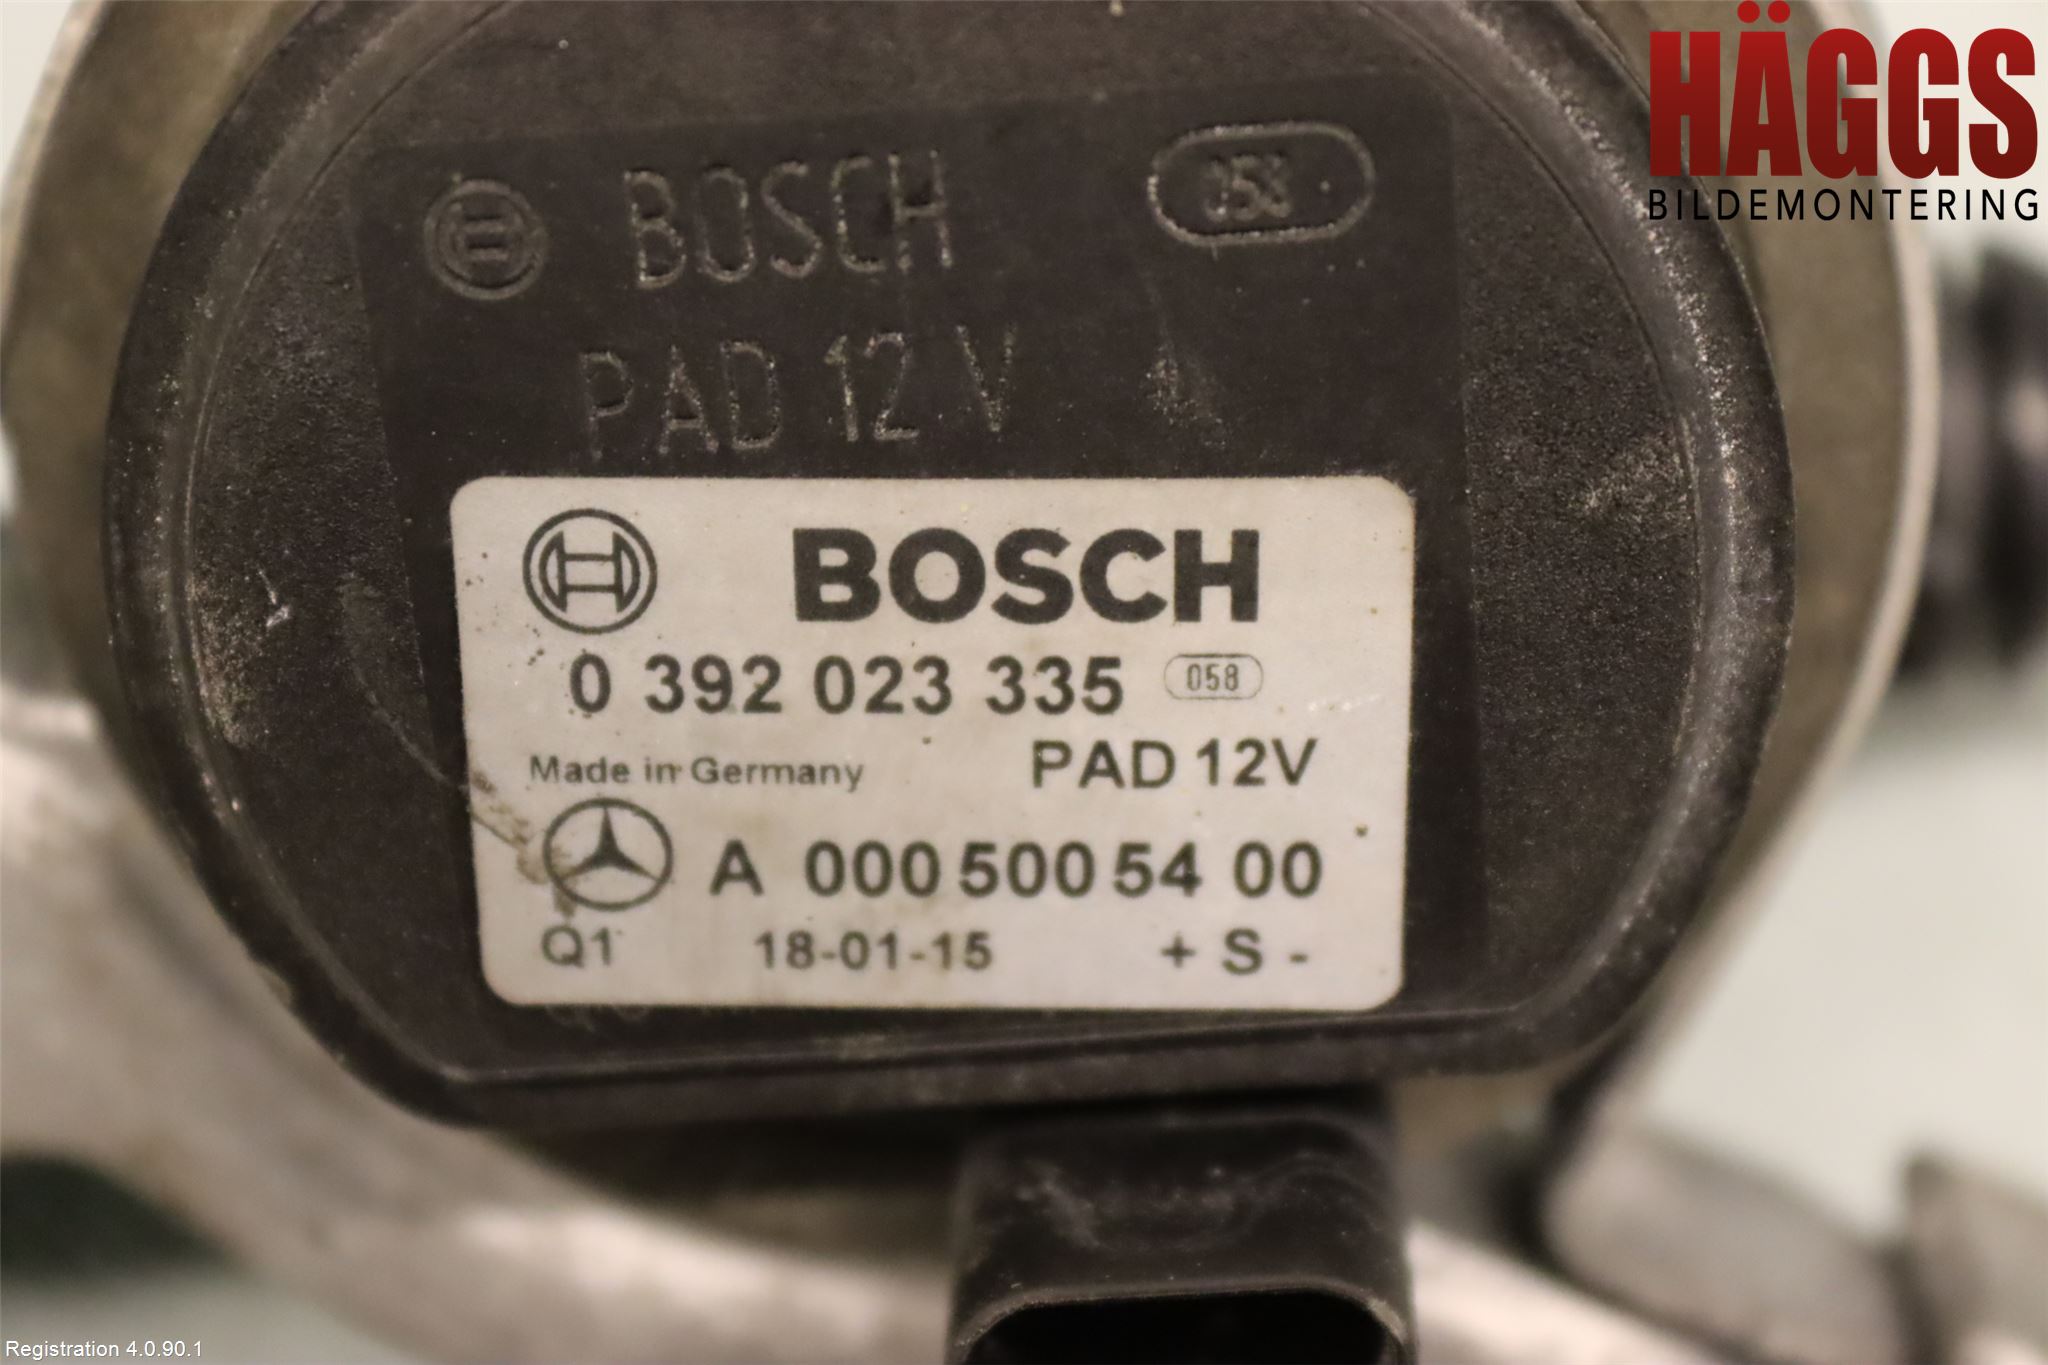 HÄGGS
BILDEMONTERING
BOSCH
058
PAD 12 V
BOSCH
0 392 023 335 058
Made in Germany PAD 12V
A 000 500 54 00
Q1 18-01-15 + S -
Registration 4.0.90.1